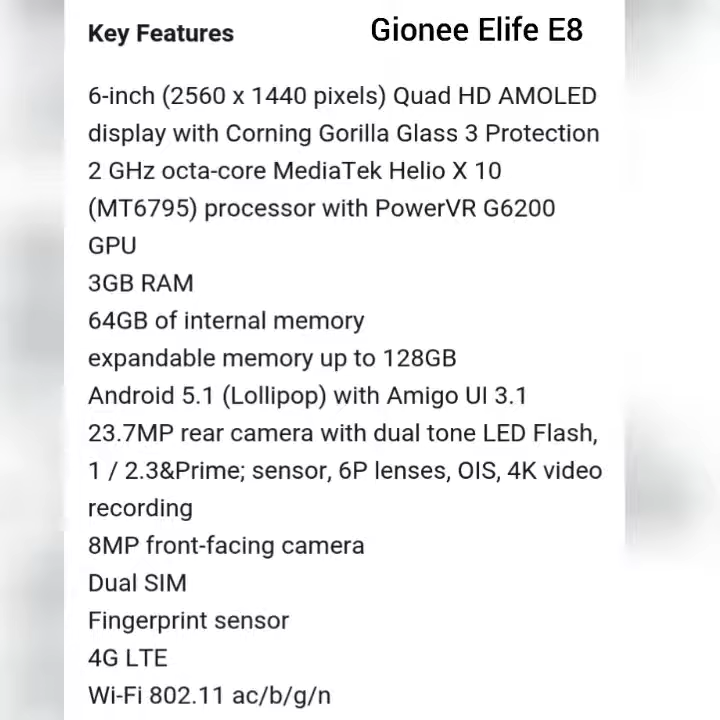 Key Features
Gionee Elife E8
6-inch (2560 x 1440 pixels) Quad HD AMOLED
display with Corning Gorilla Glass 3 Protection
2 GHz octa-core MediaTek Helio X 10
(MT6795) processor with PowerVR G6200
GPU
3GB RAM
64GB of internal memory
expandable memory up to 128GB
Android 5.1 (Lollipop) with Amigo UI 3.1
23.7MP rear camera with dual tone LED Flash,
1 / 2.3&Prime; sensor, 6P lenses, OIS, 4K video
recording
8MP front-facing camera
Dual SIM
Fingerprint sensor
4G LTE
Wi-Fi 802.11 ac/b/g/n